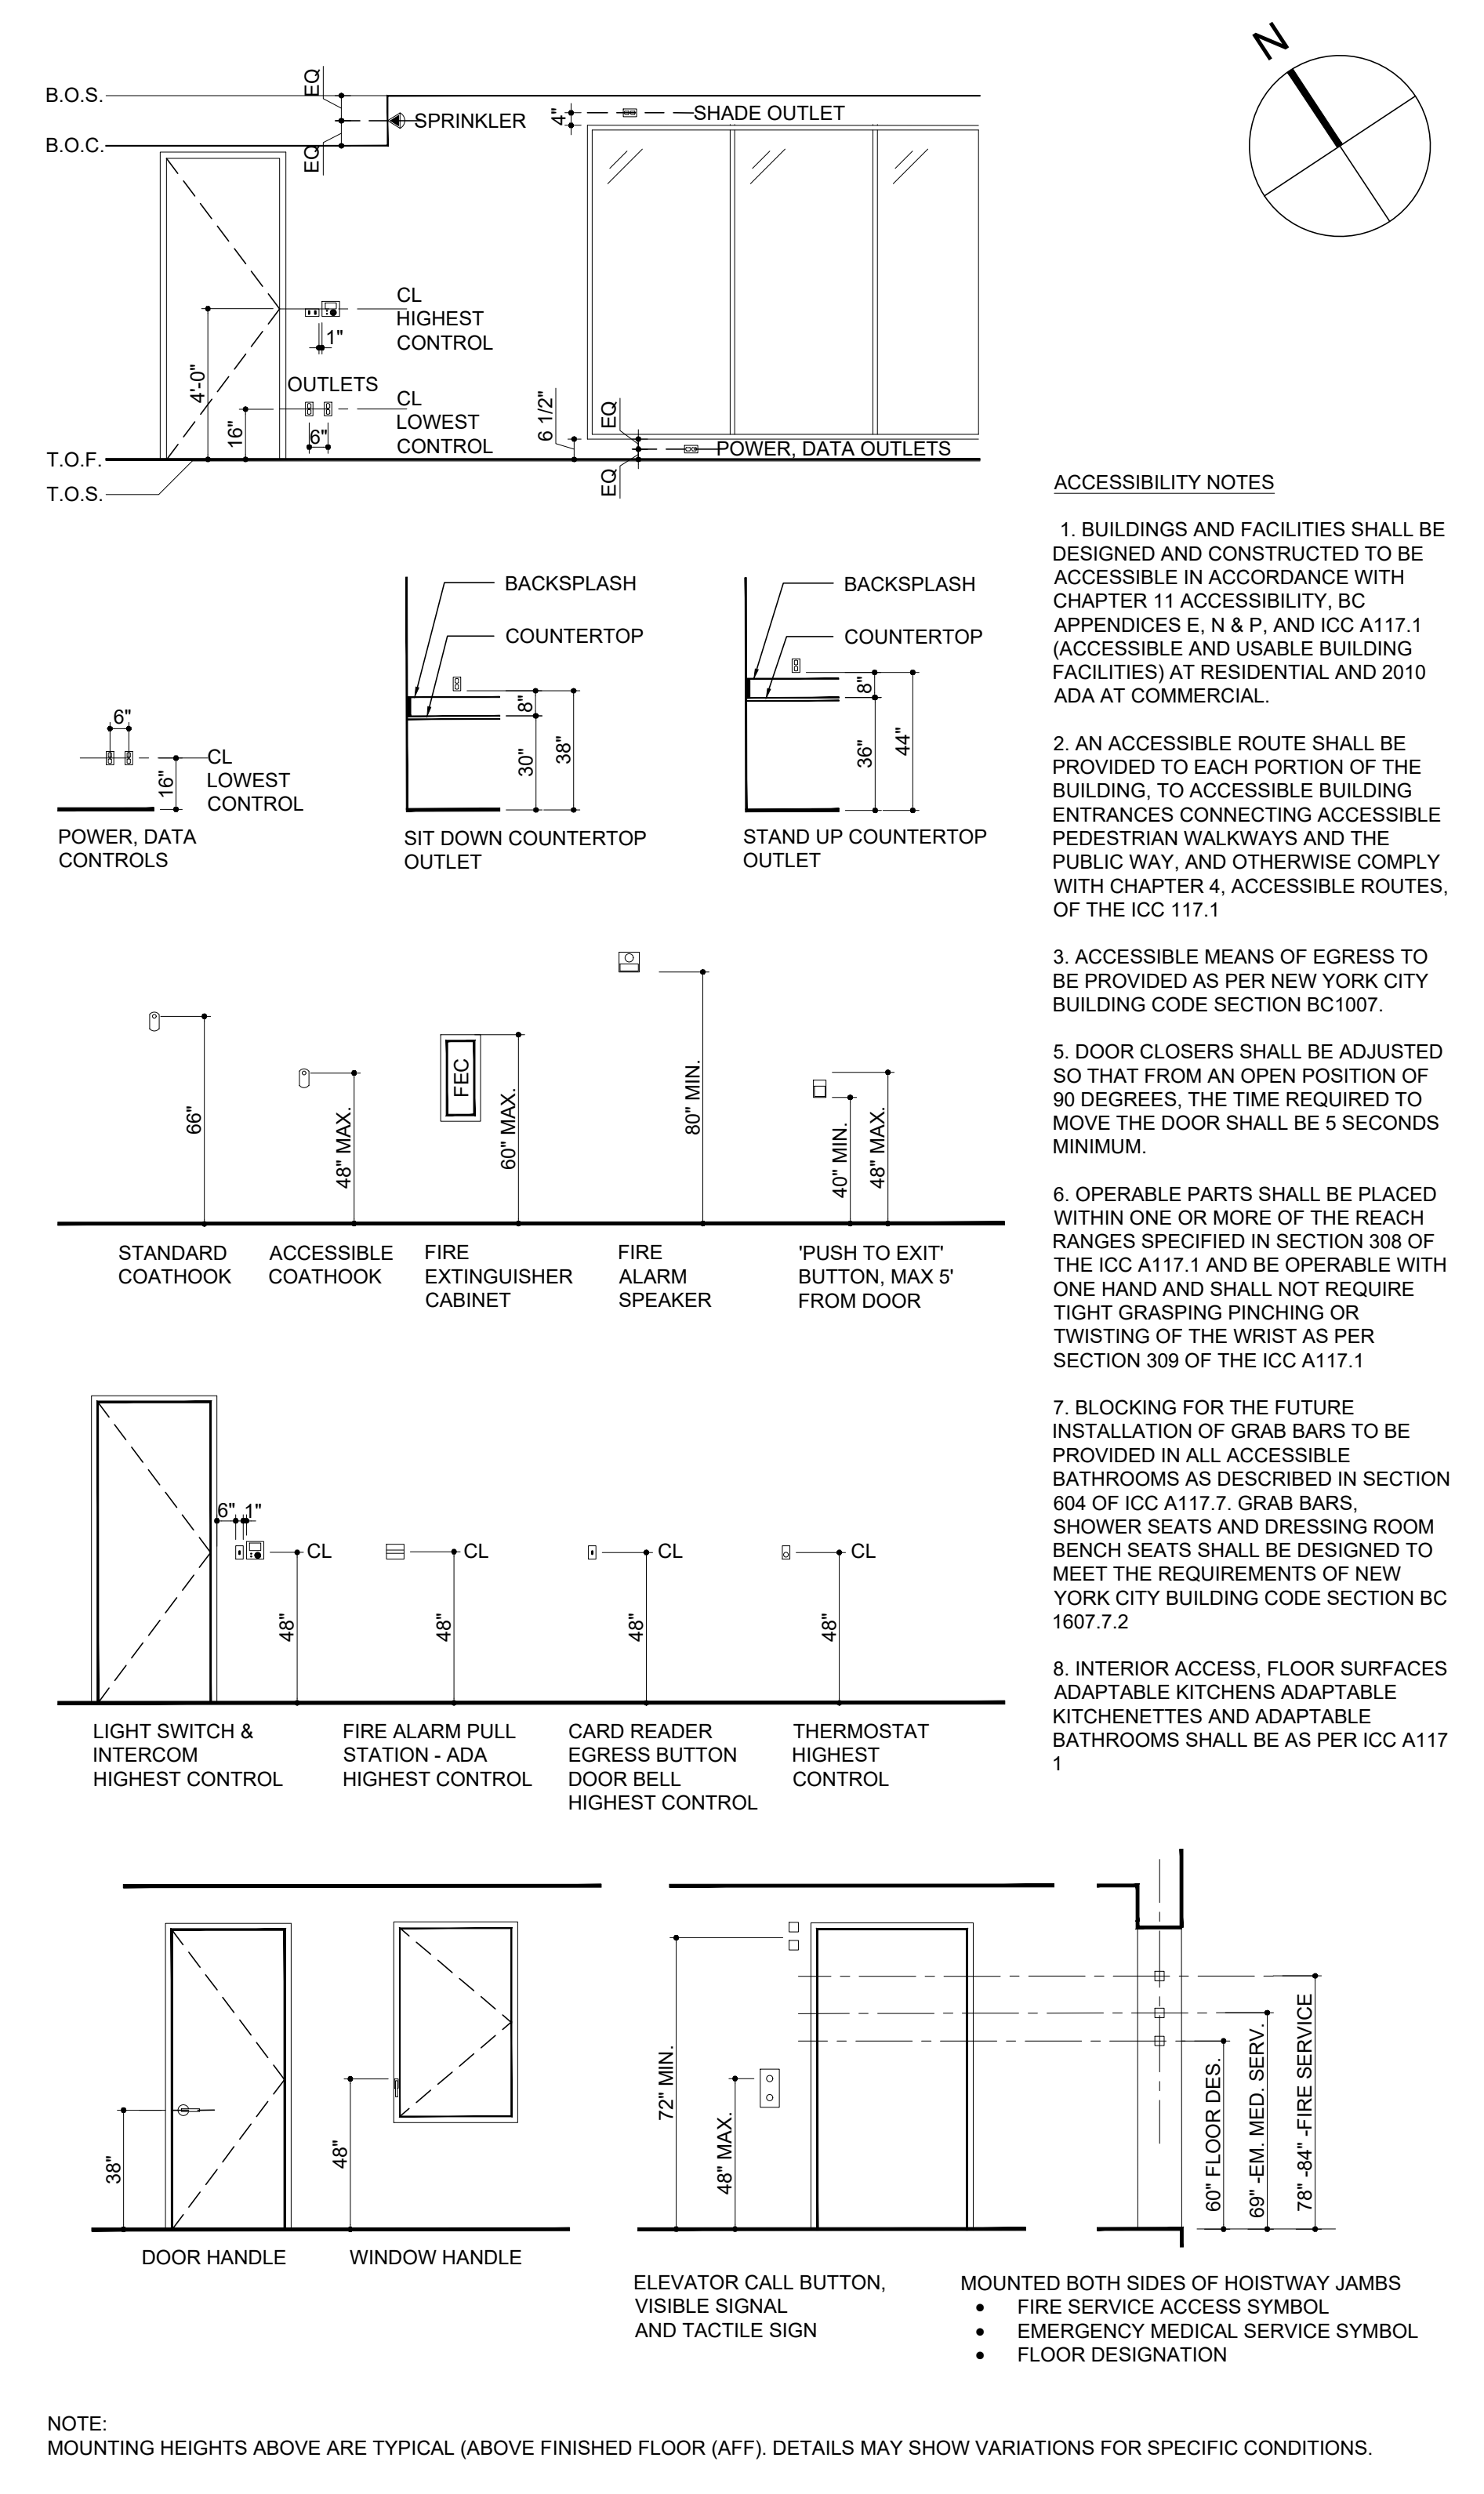 N
B.O.S.
EQ
SPRINKLER
4"
SHADE OUTLET
B.O.C.
EQ
CL
HIGHEST
CONTROL
1"
4'-0"
OUTLETS
CL
LOWEST
CONTROL
16"
6"
6 1/2"
EQ
POWER, DATA OUTLETS
EQ
T.O.F.
T.O.S.
BACKSPLASH
COUNTERTOP
8"
30"
38"
SIT DOWN COUNTERTOP
OUTLET
BACKSPLASH
COUNTERTOP
8"
36"
44"
STAND UP COUNTERTOP
OUTLET
6"
16"
CL
LOWEST
CONTROL
POWER, DATA
CONTROLS
66"
STANDARD
COATHOOK
48" MAX.
ACCESSIBLE
COATHOOK
FEC
60" MAX.
FIRE
EXTINGUISHER
CABINET
80" MIN.
FIRE
ALARM
SPEAKER
40" MIN.
48" MAX.
'PUSH TO EXIT'
BUTTON, MAX 5'
FROM DOOR
6"
1"
CL
48"
LIGHT SWITCH &
INTERCOM
HIGHEST CONTROL
CL
48"
FIRE ALARM PULL
STATION - ADA
HIGHEST CONTROL
CL
48"
CARD READER
EGRESS BUTTON
DOOR BELL
HIGHEST CONTROL
CL
48"
THERMOSTAT
HIGHEST
CONTROL
ACCESSIBILITY NOTES
1. BUILDINGS AND FACILITIES SHALL BE
DESIGNED AND CONSTRUCTED TO BE
ACCESSIBLE IN ACCORDANCE WITH
CHAPTER 11 ACCESSIBILITY, BC
APPENDICES E, N & P, AND ICC A117.1
(ACCESSIBLE AND USABLE BUILDING
FACILITIES) AT RESIDENTIAL AND 2010
ADA AT COMMERCIAL.
2. AN ACCESSIBLE ROUTE SHALL BE
PROVIDED TO EACH PORTION OF THE
BUILDING, TO ACCESSIBLE BUILDING
ENTRANCES CONNECTING ACCESSIBLE
PEDESTRIAN WALKWAYS AND THE
PUBLIC WAY, AND OTHERWISE COMPLY
WITH CHAPTER 4, ACCESSIBLE ROUTES,
OF THE ICC 117.1
3. ACCESSIBLE MEANS OF EGRESS TO
BE PROVIDED AS PER NEW YORK CITY
BUILDING CODE SECTION BC1007.
5. DOOR CLOSERS SHALL BE ADJUSTED
SO THAT FROM AN OPEN POSITION OF
90 DEGREES, THE TIME REQUIRED TO
MOVE THE DOOR SHALL BE 5 SECONDS
MINIMUM.
6. OPERABLE PARTS SHALL BE PLACED
WITHIN ONE OR MORE OF THE REACH
RANGES SPECIFIED IN SECTION 308 OF
THE ICC A117.1 AND BE OPERABLE WITH
ONE HAND AND SHALL NOT REQUIRE
TIGHT GRASPING PINCHING OR
TWISTING OF THE WRIST AS PER
SECTION 309 OF THE ICC A117.1
7. BLOCKING FOR THE FUTURE
INSTALLATION OF GRAB BARS TO BE
PROVIDED IN ALL ACCESSIBLE
BATHROOMS AS DESCRIBED IN SECTION
604 OF ICC A117.7. GRAB BARS,
SHOWER SEATS AND DRESSING ROOM
BENCH SEATS SHALL BE DESIGNED TO
MEET THE REQUIREMENTS OF NEW
YORK CITY BUILDING CODE SECTION BC
1607.7.2
8. INTERIOR ACCESS, FLOOR SURFACES
ADAPTABLE KITCHENS ADAPTABLE
KITCHENETTES AND ADAPTABLE
BATHROOMS SHALL BE AS PER ICC A117
1
38"
DOOR HANDLE
48"
WINDOW HANDLE
72" MIN.
48" MAX.
ELEVATOR CALL BUTTON,
VISIBLE SIGNAL
AND TACTILE SIGN
60" FLOOR DES.
69" -EM. MED. SERV.
78" -84" -FIRE SERVICE
MOUNTED BOTH SIDES OF HOISTWAY JAMBS
• FIRE SERVICE ACCESS SYMBOL
• EMERGENCY MEDICAL SERVICE SYMBOL
• FLOOR DESIGNATION
NOTE:
MOUNTING HEIGHTS ABOVE ARE TYPICAL (ABOVE FINISHED FLOOR (AFF). DETAILS MAY SHOW VARIATIONS FOR SPECIFIC CONDITIONS.